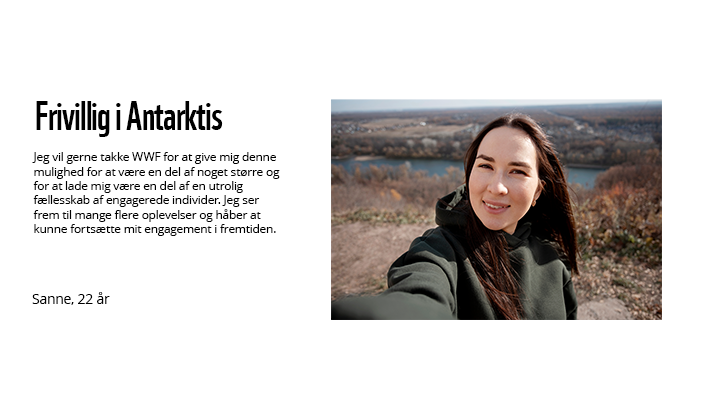 Frivillig i Antarktis
Jeg vil gerne takke WWF for at give mig denne
mulighed for at være en del af noget større og
for at lade mig være en del af en utrolig
fællesskab af engagerede individer. Jeg ser
frem til mange flere oplevelser og håber at
kunne fortsætte mit engagement i fremtiden.
Sanne, 22 år